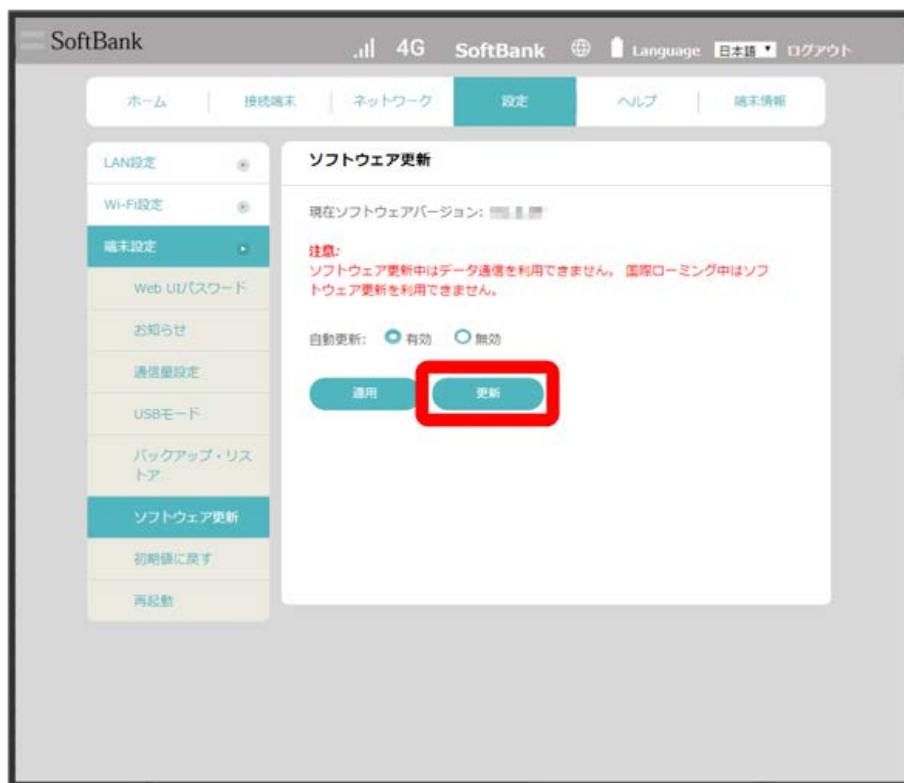 SoftBank
4G SoftBank Language 日本語 ログアウト
ホーム 接続端末 ネットワーク 設定 ヘルプ 端末情報
LAN設定
Wi-Fi設定
端末設定
Web UIパスワード
お知らせ
通信量設定
USBモード
バックアップ・リス
トア
ソフトウェア更新
初期値に戻す
再起動
ソフトウェア更新
現在ソフトウェアバージョン:
注意:
ソフトウェア更新中はデータ通信を利用できません。 国際ローミング中はソフ
トウェア更新を利用できません。
自動更新: 有効 無効
適用 更新